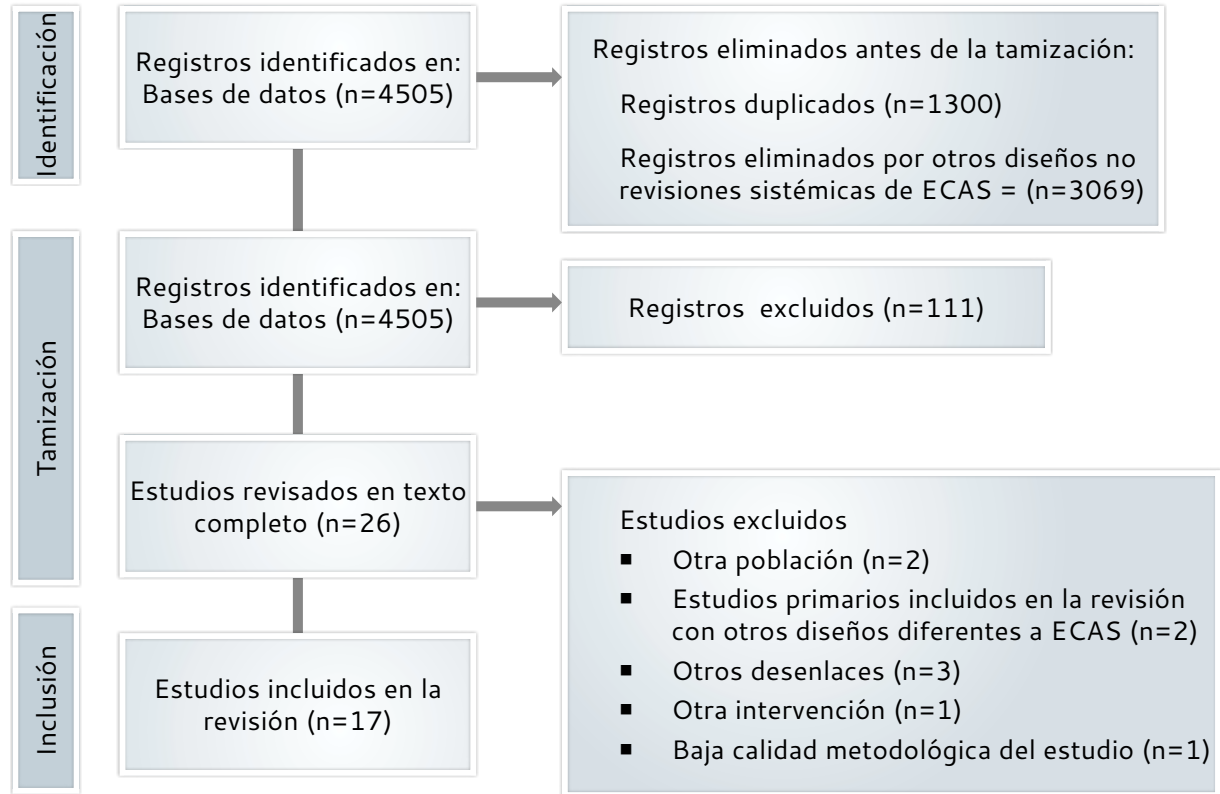 Identificación
Registros identificados en:
Bases de datos (n=4505)
Registros eliminados antes de la tamización:
Registros duplicados (n=1300)
Registros eliminados por otros diseños no
revisiones sistémicas de ECAS = (n=3069)
Tamización
Registros identificados en:
Bases de datos (n=4505)
Registros excluidos (n=111)
Estudios revisados en texto
completo (n=26)
Estudios excluidos
▪ Otra población (n=2)
▪ Estudios primarios incluidos en la revisión
con otros diseños diferentes a ECAS (n=2)
▪ Otros desenlaces (n=3)
▪ Otra intervención (n=1)
▪ Baja calidad metodológica del estudio (n=1)
Inclusión
Estudios incluidos en la
revisión (n=17)